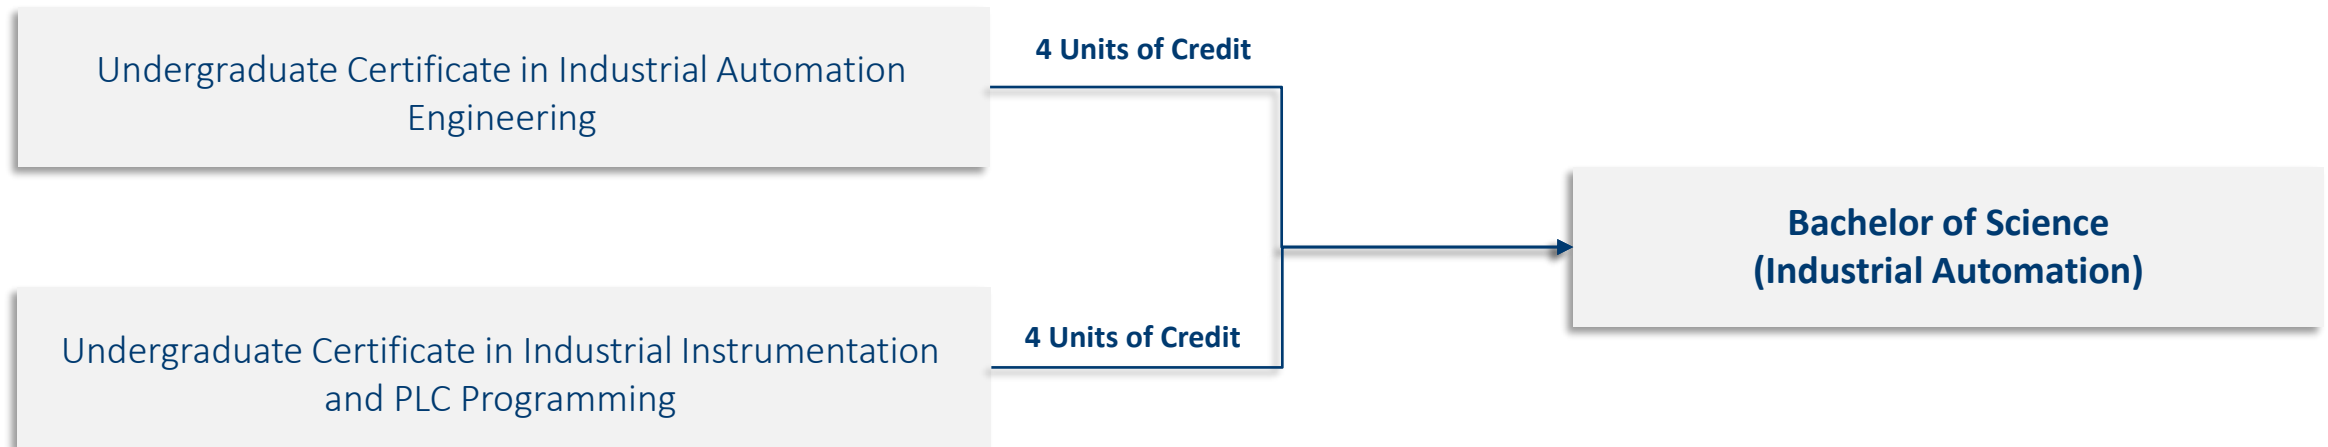 Undergraduate Certificate in Industrial Automation
Engineering
4 Units of Credit
Bachelor of Science
(Industrial Automation)
Undergraduate Certificate in Industrial Instrumentation
and PLC Programming
4 Units of Credit